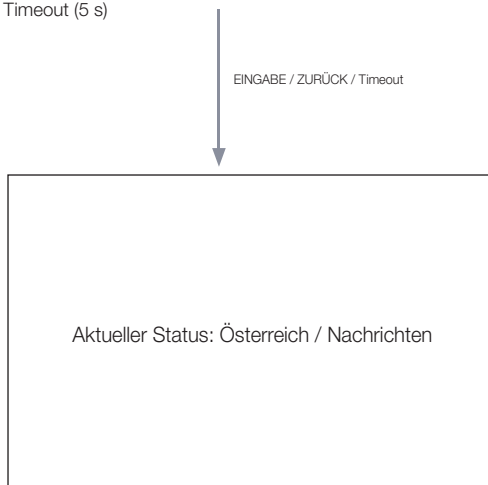 Timeout (5 s)
EINGABE / ZURÜCK / Timeout
Aktueller Status: Österreich / Nachrichten